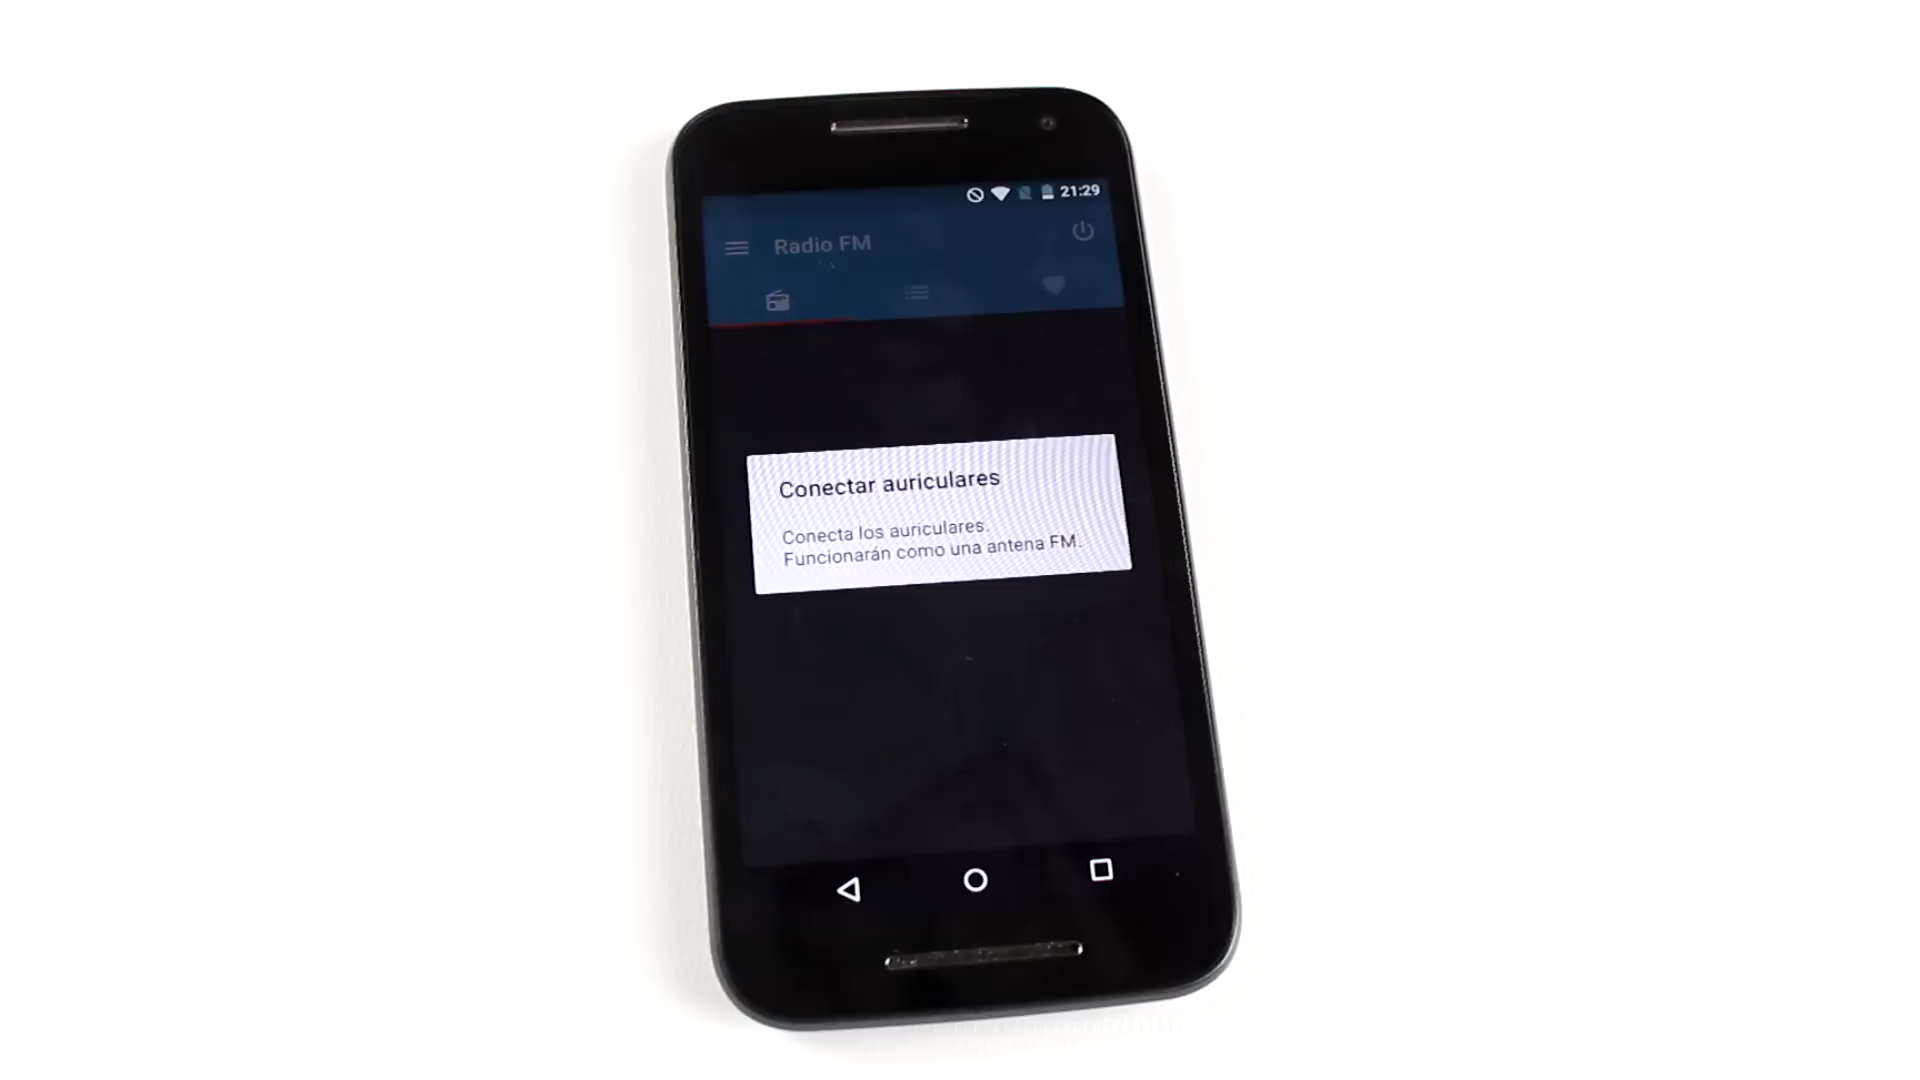 21:29
Radio FM
Conectar auriculares
Conecta los auriculares.
Funcionarán como una antena FM.